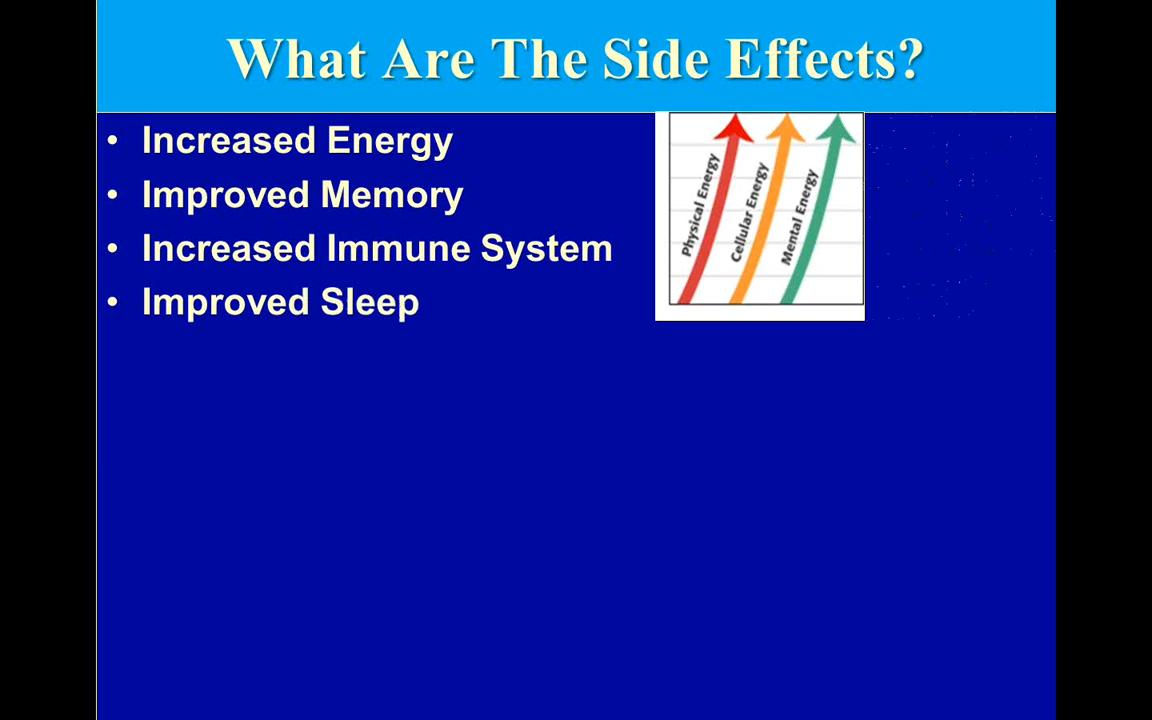 What Are The Side Effects?
• Increased Energy
• Improved Memory
• Increased Immune System
• Improved Sleep
Physical Energy
Cellular Energy
Mental Energy